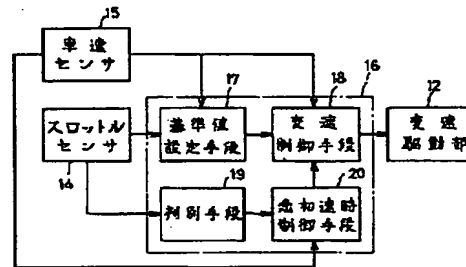 15
車速
センサ
17
18
16
12
スロットル
センサ
14
基準値
設定手段
変速
制御手段
変速
駆動部
19
20
判別手段
急加速時
制御手段